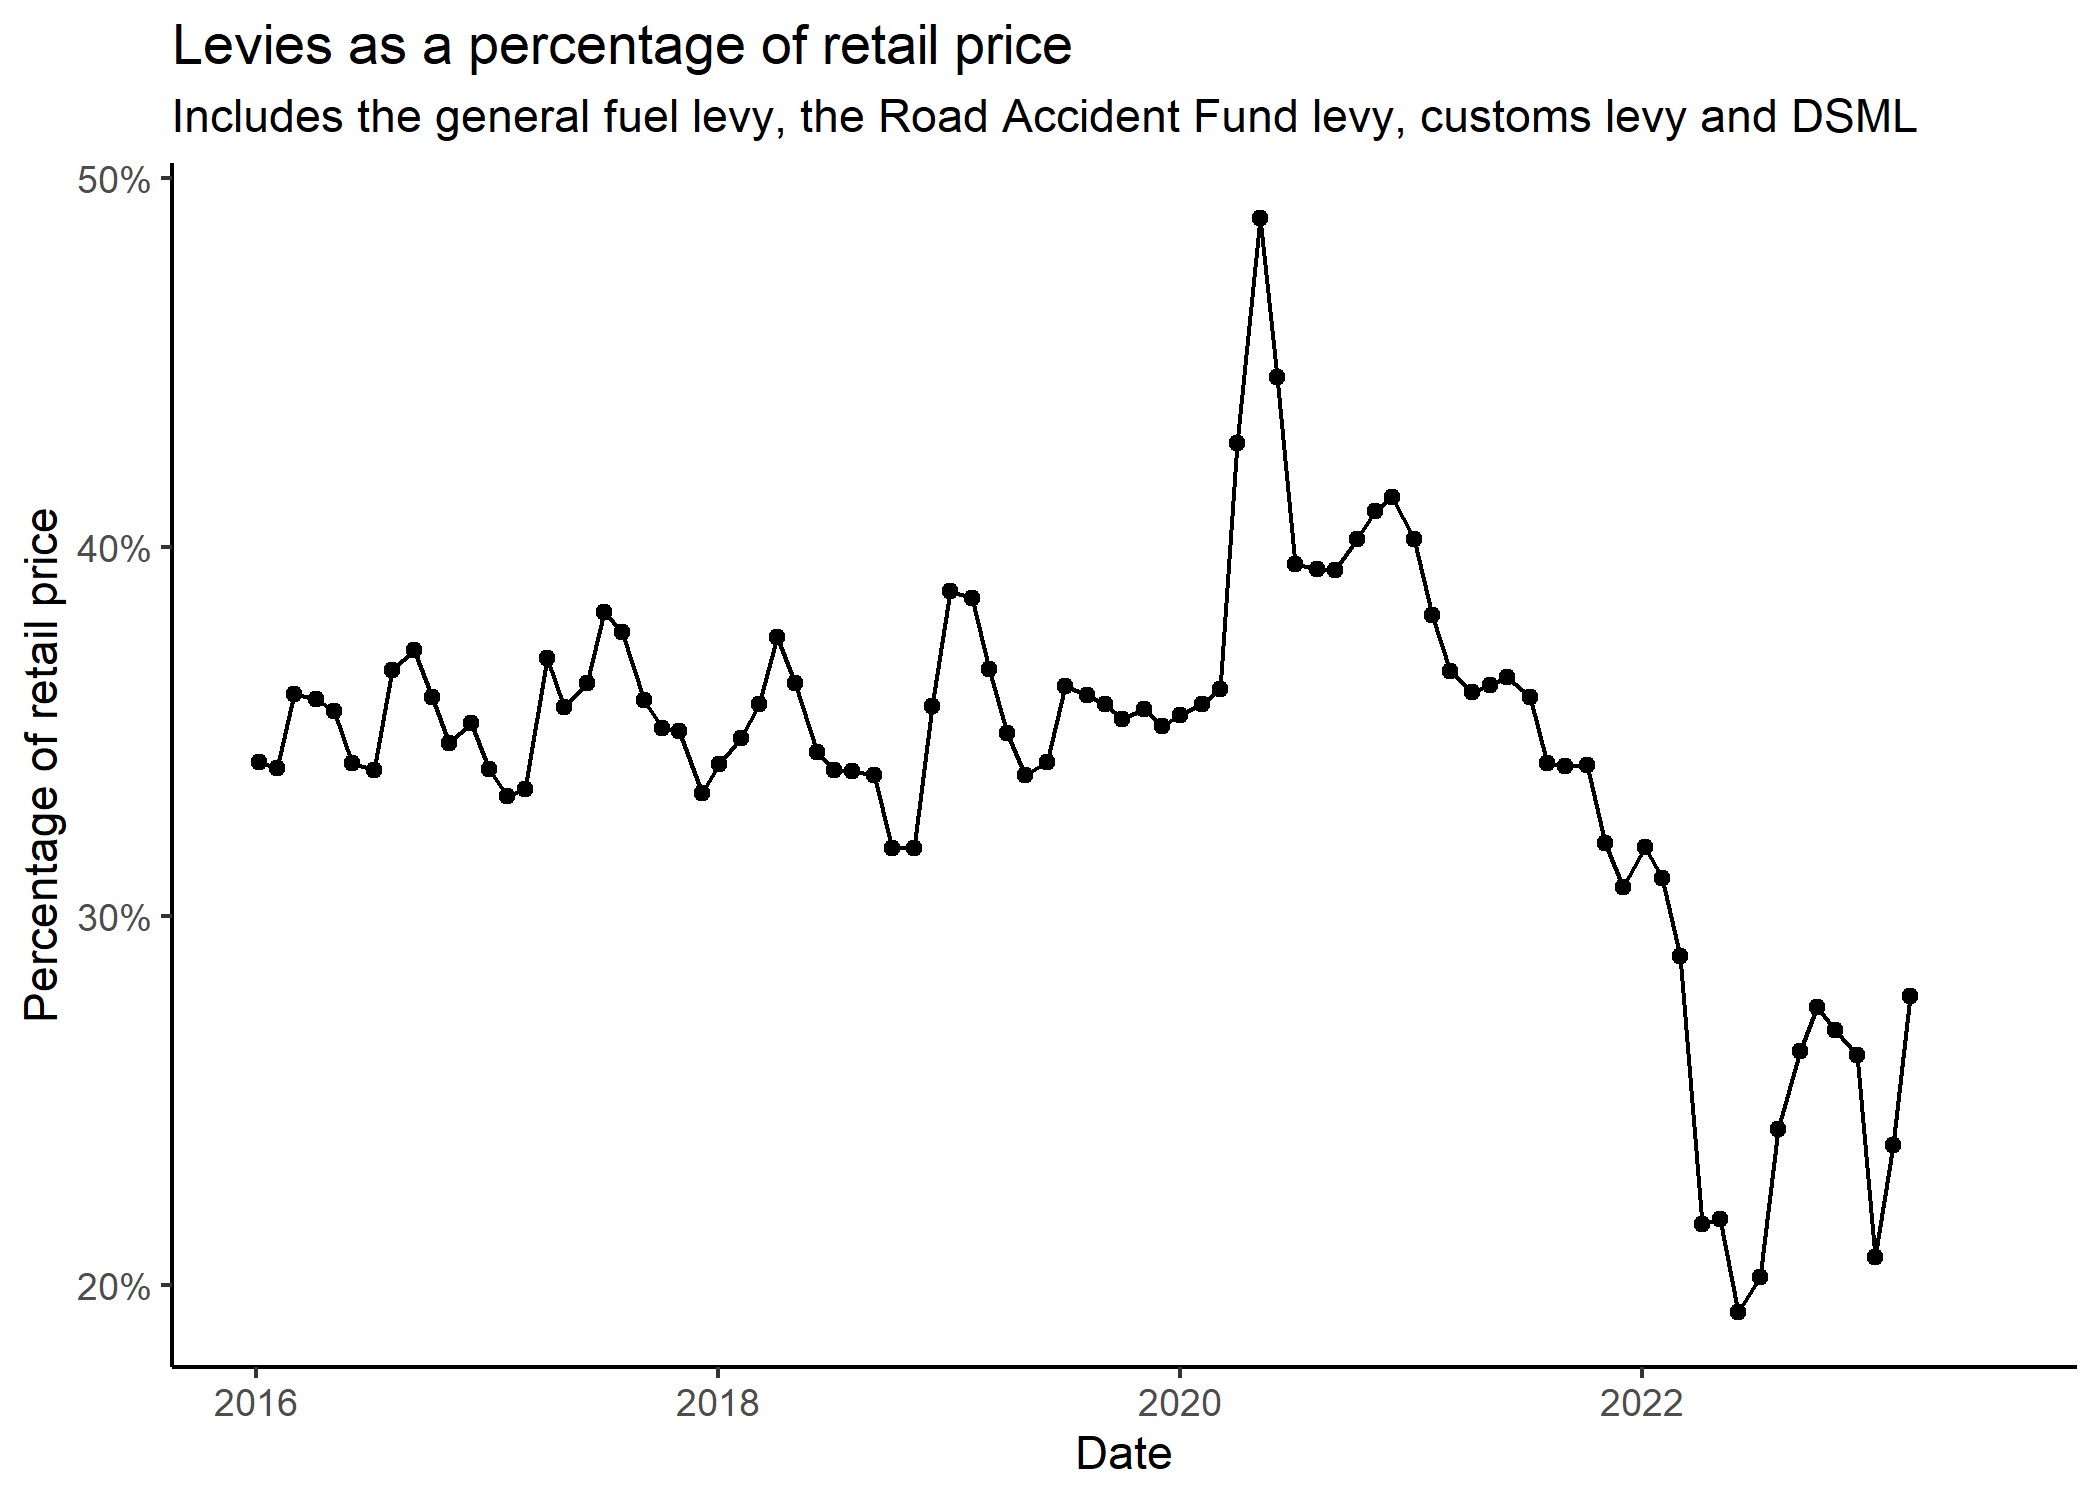 Levies as a percentage of retail price
Includes the general fuel levy, the Road Accident Fund levy, customs levy and DSML
Percentage of retail price
50%
40%
30%
20%
2016
2018
2020
2022
Date